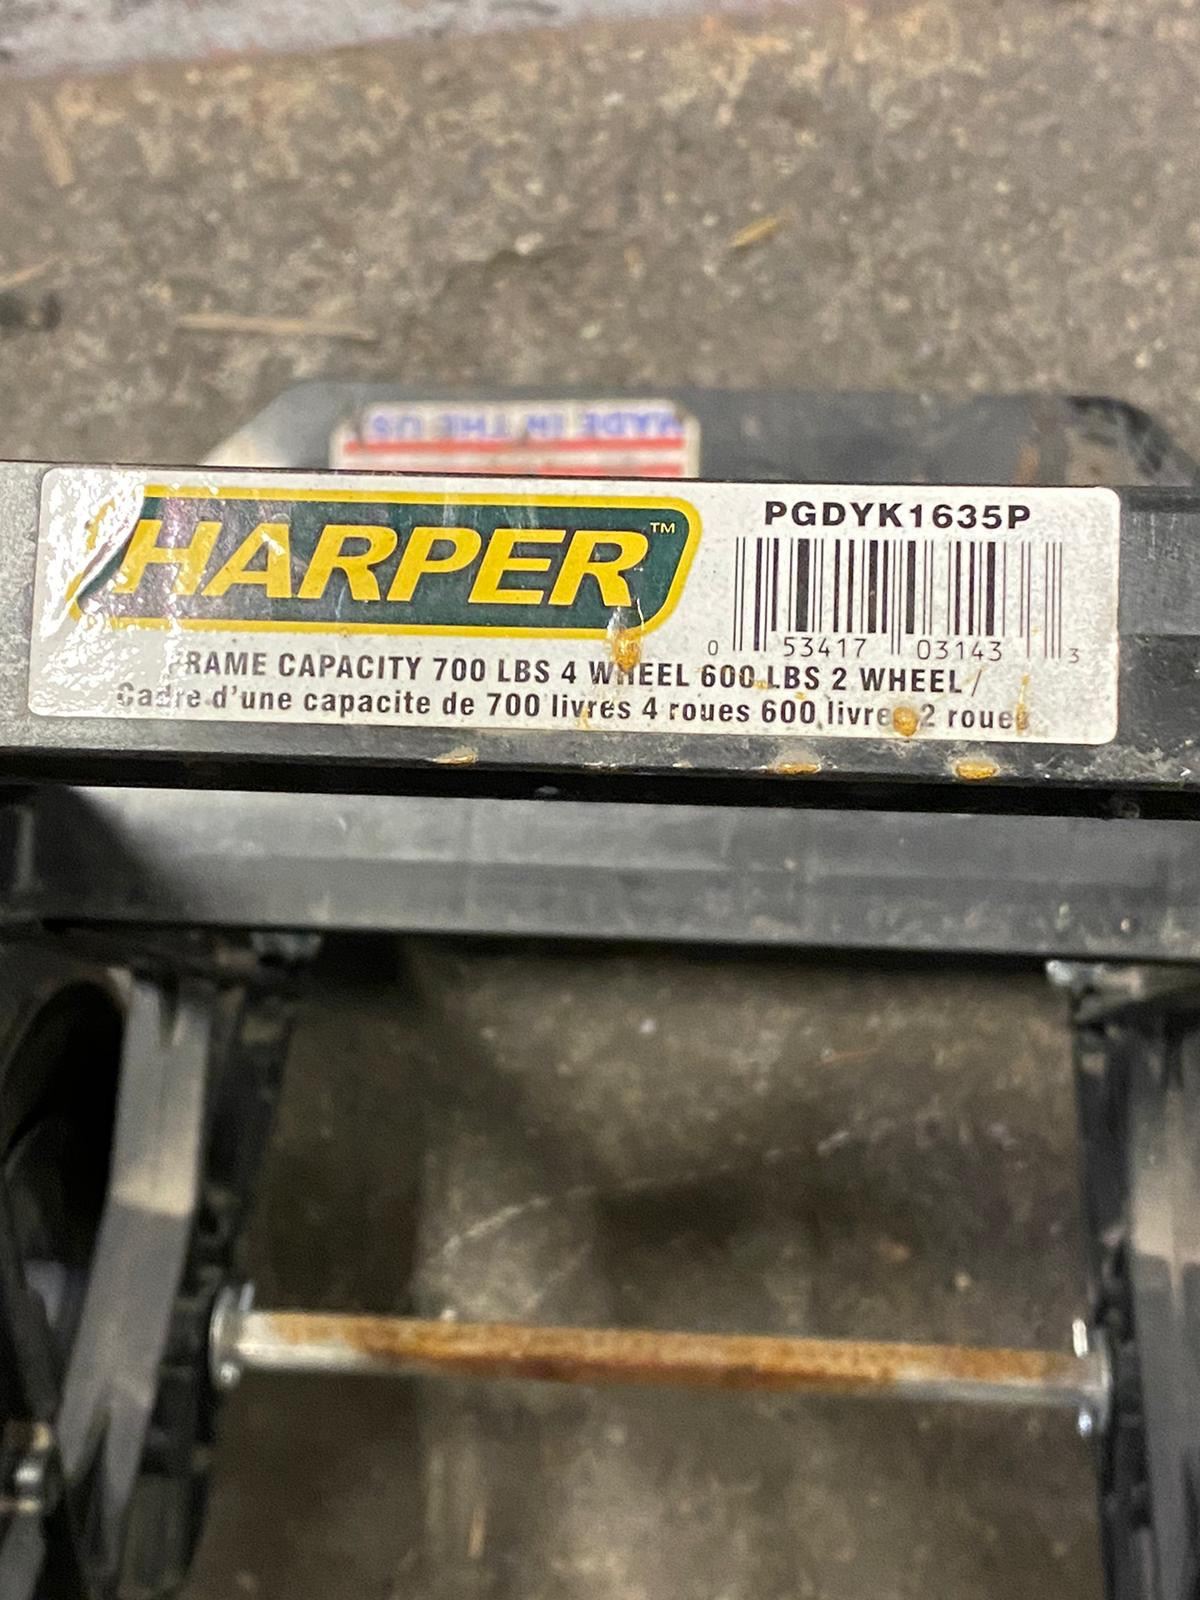 MADE IN THE US
HARPER™
PGDYK1635P
0 53417 03143 3
FRAME CAPACITY 700 LBS 4 WHEEL 600 LBS 2 WHEEL /
Cadre d'une capacite de 700 livres 4 roues 600 livres 2 roues